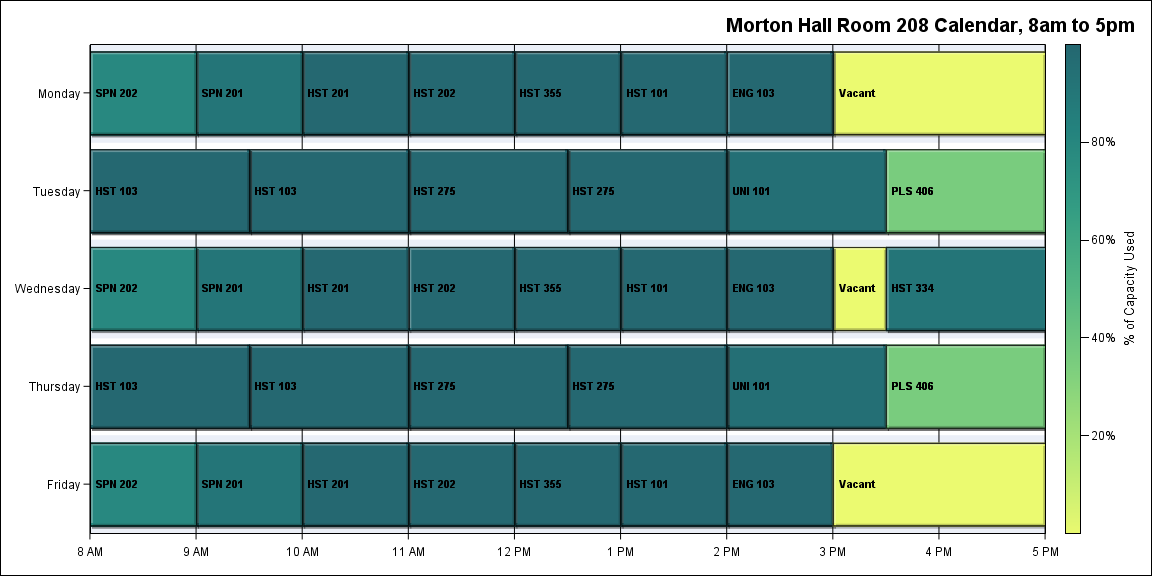 Morton Hall Room 208 Calendar, 8am to 5pm
Monday SPN 202 SPN 201 HST 201 HST 202 HST 355 HST 101 ENG 103 Vacant
80%
Tuesday HST 103 HST 103 HST 275 HST 275 UNI 101 PLS 406
60%
% of Capacity Used
Wednesday SPN 202 SPN 201 HST 201 HST 202 HST 355 HST 101 ENG 103 Vacant HST 334
40%
Thursday HST 103 HST 103 HST 275 HST 275 UNI 101 PLS 406
20%
Friday SPN 202 SPN 201 HST 201 HST 202 HST 355 HST 101 ENG 103 Vacant
8 AM 9 AM 10 AM 11 AM 12 PM 1 PM 2 PM 3 PM 4 PM 5 PM